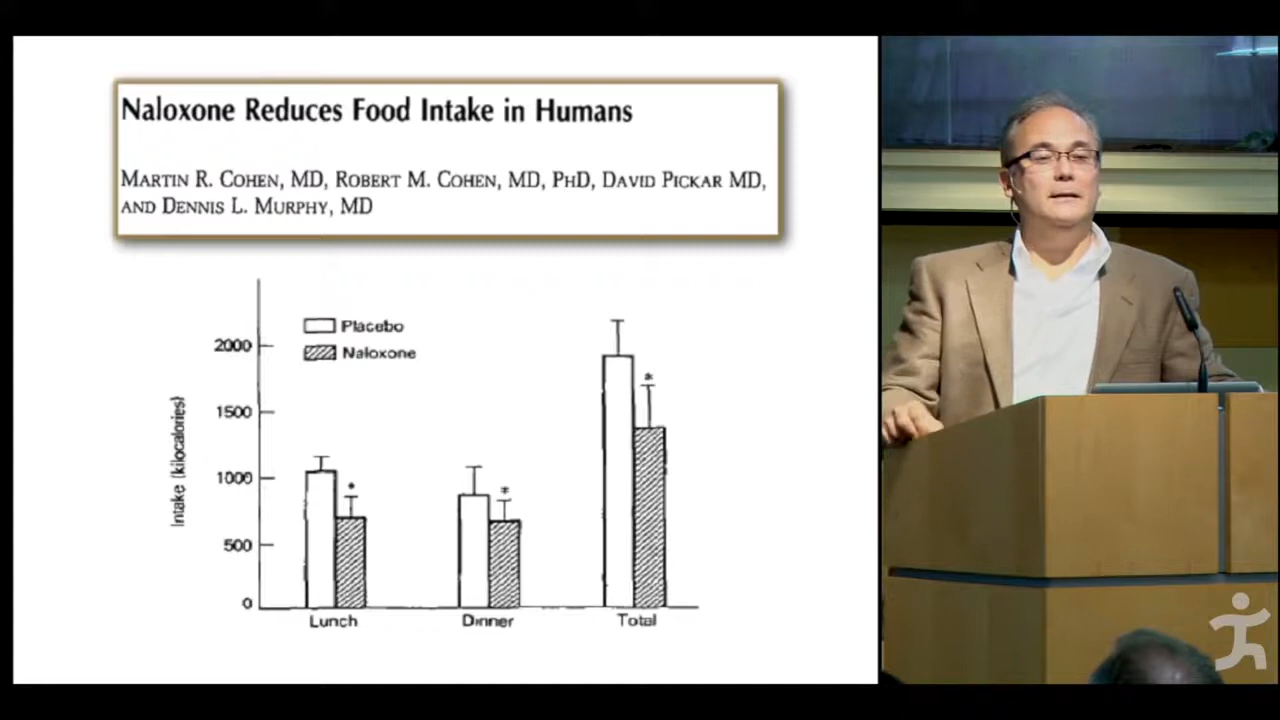 Naloxone Reduces Food Intake in Humans
MARTIN R. COHEN, MD, ROBERT M. COHEN, MD, PHD, DAVID PICKAR MD,
AND DENNIS L. MURPHY, MD
Placebo
Naloxone
Intake (kilocalories)
2000
1500
1000
500
0
*
*
*
Lunch
Dinner
Total